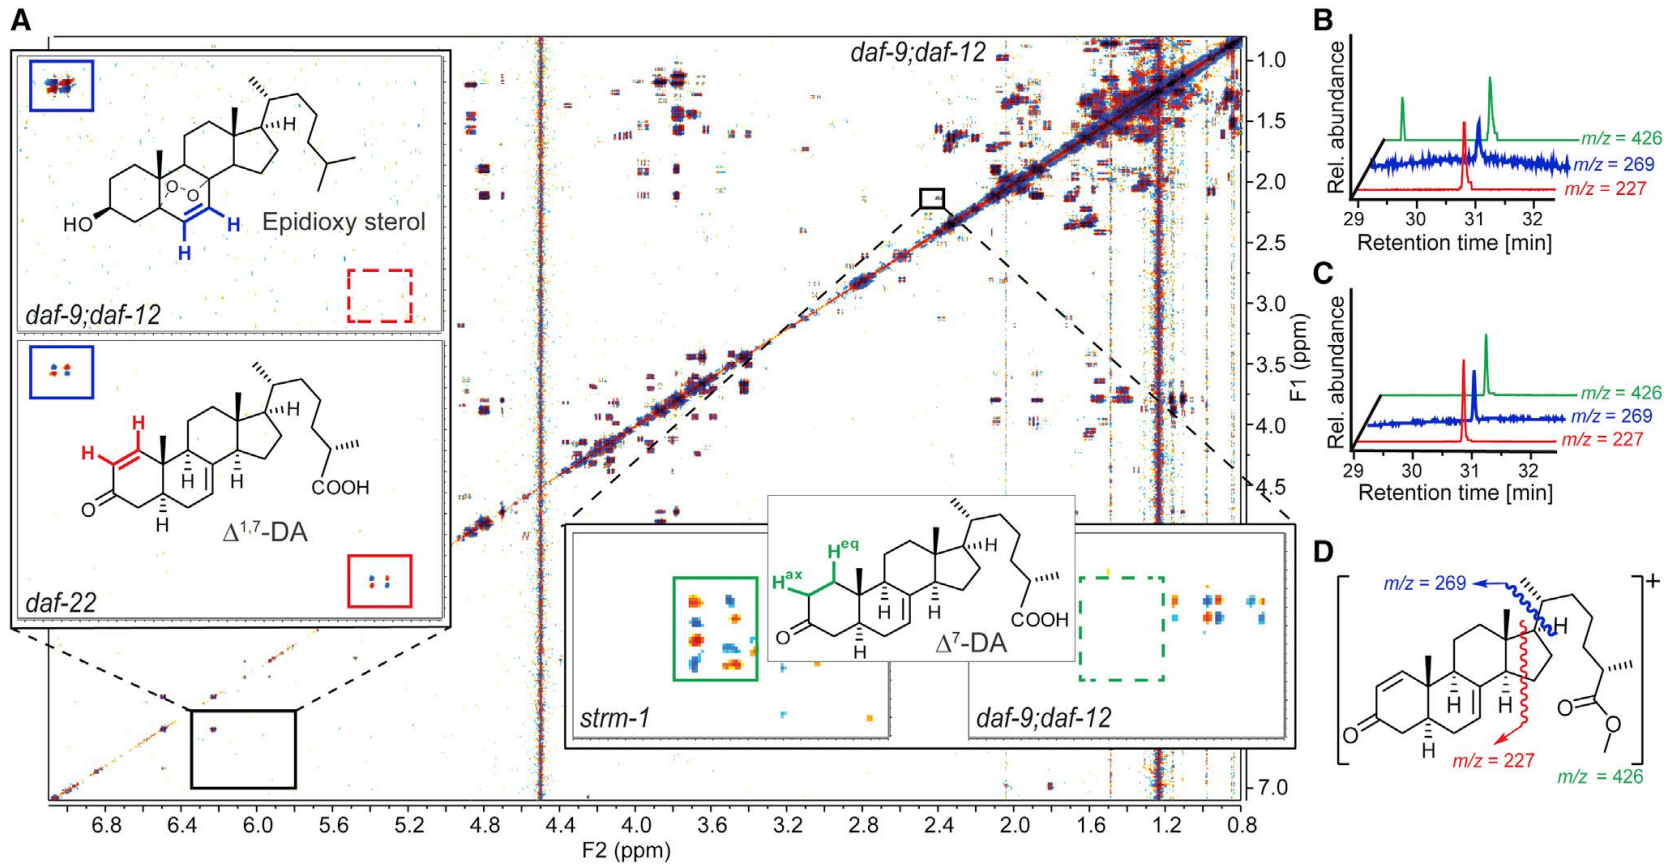 A
daf-9;daf-12
HO
O
O
H
H
H
Epidioxy sterol
daf-9;daf-12
H
H
O
H
H
H
H
COOH
Δ1,7-DA
daf-22
1.0
1.5
2.0
2.5
3.0
3.5
4.0
4.5
7.0
F1 (ppm)
strm-1
Heq
Hax
O
H
H
H
H
COOH
Δ7-DA
daf-9;daf-12
6.8 6.4 6.0 5.6 5.2 4.8 4.4 4.0 3.6 3.2 2.8 2.4 2.0 1.6 1.2 0.8
F2 (ppm)
B
Rel. abundance
m/z = 426
m/z = 269
m/z = 227
29 30 31 32
Retention time [min]
C
Rel. abundance
m/z = 426
m/z = 269
m/z = 227
29 30 31 32
Retention time [min]
D
m/z = 269
+
H
H
H
H
O
O
O
m/z = 227
m/z = 426